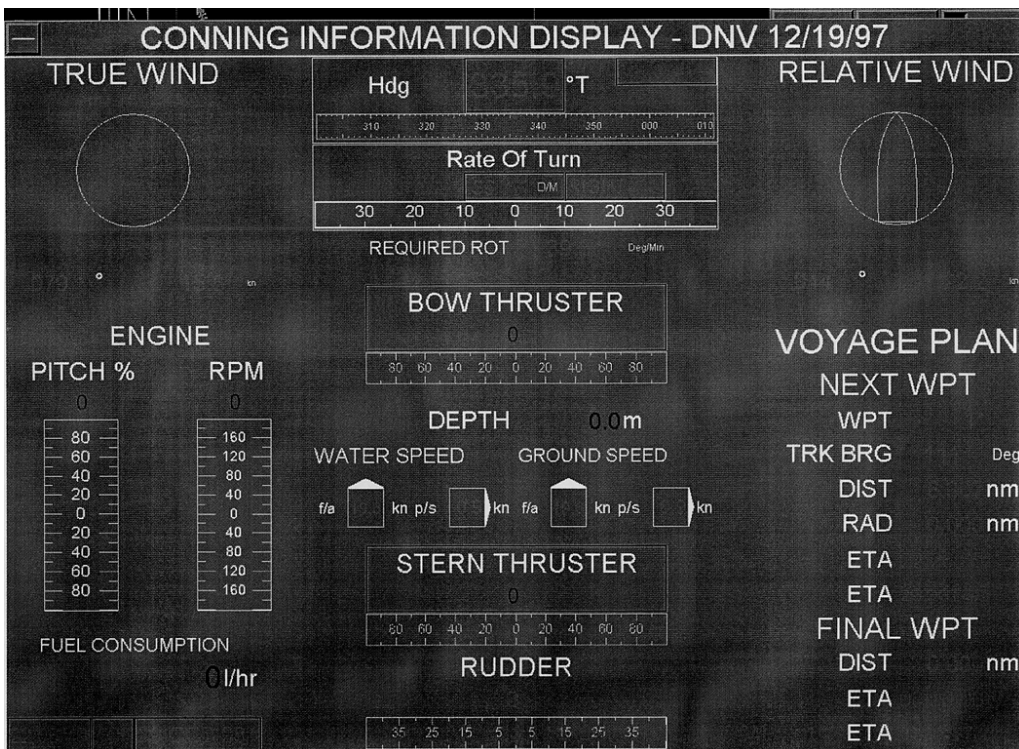 CONNING INFORMATION DISPLAY - DNV 12/19/97
TRUE WIND
RELATIVE WIND
Hdg °T
310 320 330 340 350 000 010
Rate Of Turn
D/M
30 20 10 0 10 20 30
REQUIRED ROT Deg/Min
° kn
° kn
BOW THRUSTER
0
80 60 40 20 0 20 40 60 80
ENGINE
PITCH % RPM
0 0
80 160
60 120
40 80
20 40
0 0
20 40
40 80
60 120
80 160
FUEL CONSUMPTION
0 l/hr
DEPTH 0.0 m
WATER SPEED GROUND SPEED
f/a kn p/s kn f/a kn p/s kn
STERN THRUSTER
0
80 60 40 20 0 20 40 60 80
RUDDER
35 25 15 5 5 15 25 35
VOYAGE PLAN
NEXT WPT
WPT
TRK BRG Deg
DIST nm
RAD nm
ETA
ETA
FINAL WPT
DIST nm
ETA
ETA